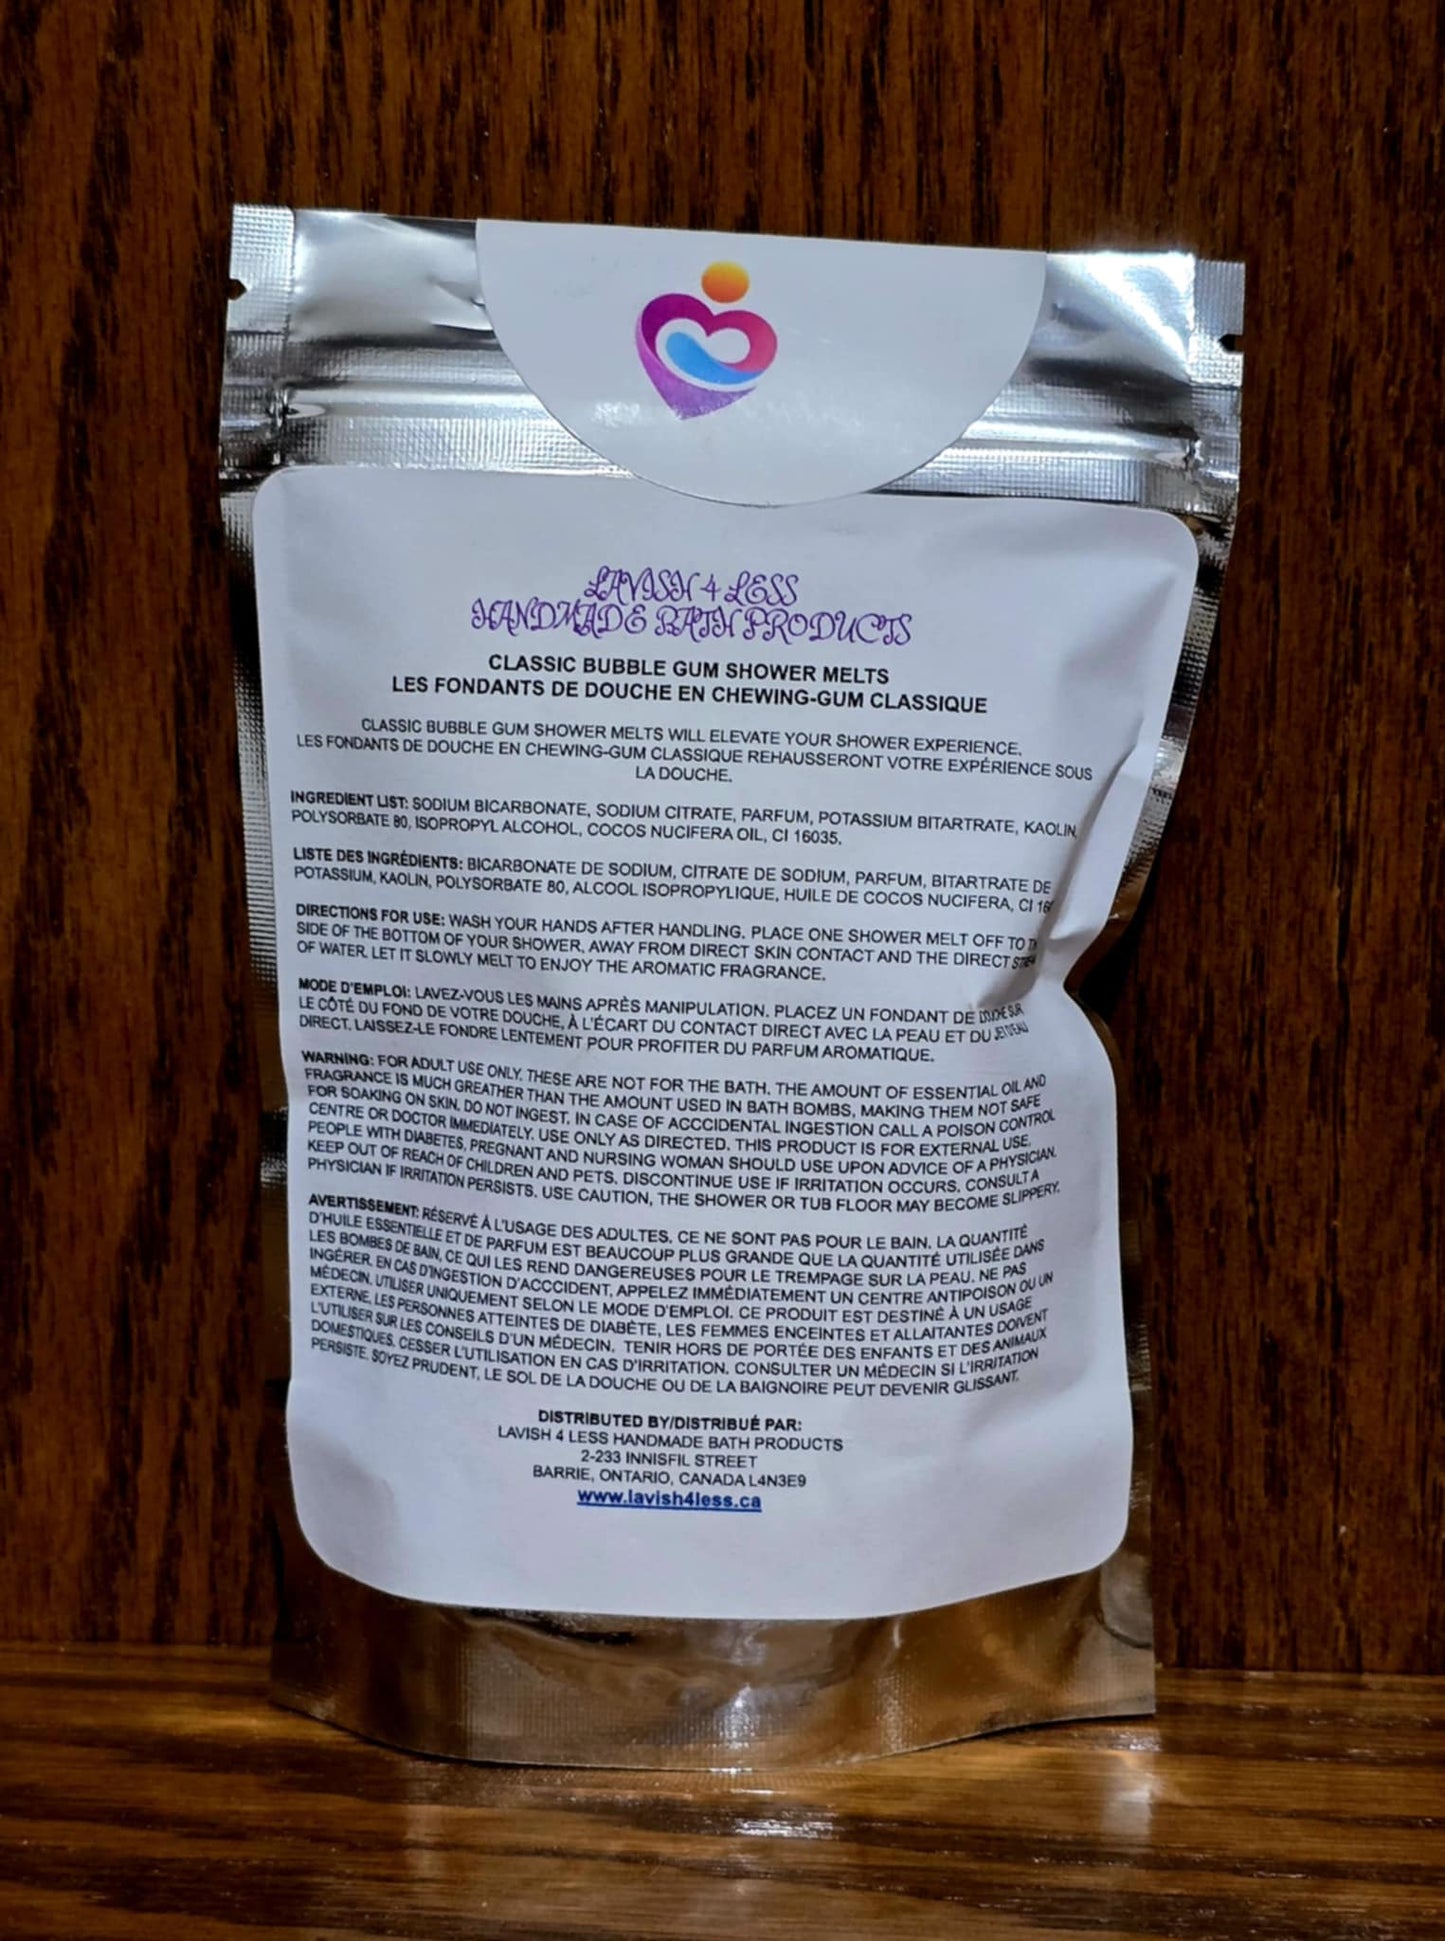 LAVISH 4 LESS
HANDMADE BATH PRODUCTS
CLASSIC BUBBLE GUM SHOWER MELTS
LES FONDANTS DE DOUCHE EN CHEWING-GUM CLASSIQUE
CLASSIC BUBBLE GUM SHOWER MELTS WILL ELEVATE YOUR SHOWER EXPERIENCE.
LES FONDANTS DE DOUCHE EN CHEWING-GUM CLASSIQUE REHAUSSERONT VOTRE EXPÉRIENCE SOUS
LA DOUCHE.
INGREDIENT LIST: SODIUM BICARBONATE, SODIUM CITRATE, PARFUM, POTASSIUM BITARTRATE, KAOLIN,
POLYSORBATE 80, ISOPROPYL ALCOHOL, COCOS NUCIFERA OIL, CI 16035.
LISTE DES INGRÉDIENTS: BICARBONATE DE SODIUM, CITRATE DE SODIUM, PARFUM, BITARTRATE DE
POTASSIUM, KAOLIN, POLYSORBATE 80, ALCOOL ISOPROPYLIQUE, HUILE DE COCOS NUCIFERA, CI
DIRECTIONS FOR USE: WASH YOUR HANDS AFTER HANDLING. PLACE ONE SHOWER MELT OFF TO
SIDE OF THE BOTTOM OF YOUR SHOWER, AWAY FROM DIRECT SKIN CONTACT AND THE DIRECT
OF WATER. LET IT SLOWLY MELT TO ENJOY THE AROMATIC FRAGRANCE.
MODE D'EMPLOI: LAVEZ-VOUS LES MAINS APRÈS MANIPULATION. PLACEZ UN FONDANT DE DOUCHE SUR
LE CÔTÉ DU FOND DE VOTRE DOUCHE, À L'ÉCART DU CONTACT DIRECT AVEC LA PEAU ET DU JET D'EAU
DIRECT. LAISSEZ-LE FONDRE LENTEMENT POUR PROFITER DU PARFUM AROMATIQUE.
WARNING: FOR ADULT USE ONLY. THESE ARE NOT FOR THE BATH. THE AMOUNT OF ESSENTIAL OIL AND
FRAGRANCE IS MUCH GREATHER THAN THE AMOUNT USED IN BATH BOMBS, MAKING THEM NOT SAFE
FOR SOAKING ON SKIN. DO NOT INGEST. IN CASE OF ACCCIDENTAL INGESTION CALL A POISON CONTROL
CENTRE OR DOCTOR IMMEDIATELY. USE ONLY AS DIRECTED. THIS PRODUCT IS FOR EXTERNAL USE.
PEOPLE WITH DIABETES, PREGNANT AND NURSING WOMAN SHOULD USE UPON ADVICE OF A PHYSICIAN.
KEEP OUT OF REACH OF CHILDREN AND PETS. DISCONTINUE USE IF IRRITATION OCCURS. CONSULT A
PHYSICIAN IF IRRITATION PERSISTS. USE CAUTION, THE SHOWER OR TUB FLOOR MAY BECOME SLIPPERY.
AVERTISSEMENT: RÉSERVÉ À L'USAGE DES ADULTES. CE NE SONT PAS POUR LE BAIN. LA QUANTITÉ
D'HUILE ESSENTIELLE ET DE PARFUM EST BEAUCOUP PLUS GRANDE QUE LA QUANTITÉ UTILISÉE DANS
LES BOMBES DE BAIN, CE QUI LES REND DANGEREUSES POUR LE TREMPAGE SUR LA PEAU. NE PAS
INGÉRER. EN CAS D'INGESTION D'ACCCIDENT, APPELEZ IMMÉDIATEMENT UN CENTRE ANTIPOISON OU UN
MÉDECIN. UTILISER UNIQUEMENT SELON LE MODE D'EMPLOI. CE PRODUIT EST DESTINÉ À UN USAGE
EXTERNE. LES PERSONNES ATTEINTES DE DIABÈTE, LES FEMMES ENCEINTES ET ALLAITANTES DOIVENT
L'UTILISER SUR LES CONSEILS D'UN MÉDECIN. TENIR HORS DE PORTÉE DES ENFANTS ET DES ANIMAUX
DOMESTIQUES. CESSER L'UTILISATION EN CAS D'IRRITATION. CONSULTER UN MÉDECIN SI L'IRRITATION
PERSISTE. SOYEZ PRUDENT, LE SOL DE LA DOUCHE OU DE LA BAIGNOIRE PEUT DEVENIR GLISSANT.
DISTRIBUTED BY/DISTRIBUÉ PAR:
LAVISH 4 LESS HANDMADE BATH PRODUCTS
2-233 INNISFIL STREET
BARRIE, ONTARIO, CANADA L4N3E9
www.lavish4less.ca